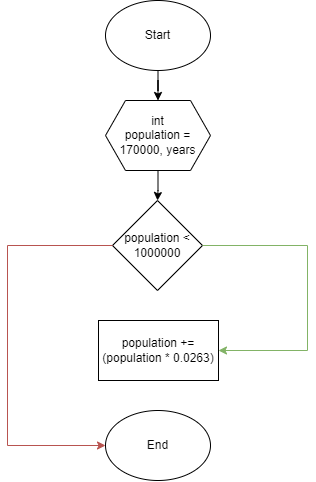 Start
int
population =
170000, years
population <
1000000
population +=
(population * 0.0263)
End